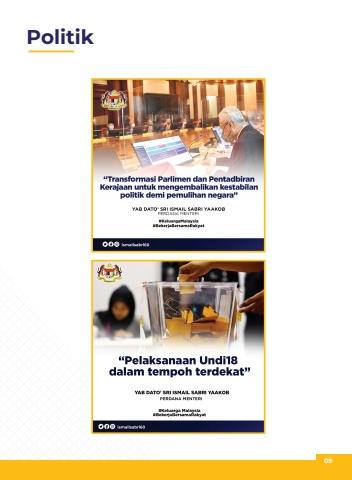 Politik
“Transformasi Parlimen dan Pentadbiran
Kerajaan untuk mengembalikan kestabilan
politik demi pemulihan negara”
YAB DATO' SRI ISMAIL SABRI YAAKOB
PERDANA MENTERI
#KeluargaMalaysia
#BekerjaBersamaRakyat
ismailsabri60
“Pelaksanaan Undi18
dalam tempoh terdekat”
YAB DATO' SRI ISMAIL SABRI YAAKOB
PERDANA MENTERI
#Keluarga Malaysia
#BekerjaBersamaRakyat
ismailsabri60
09